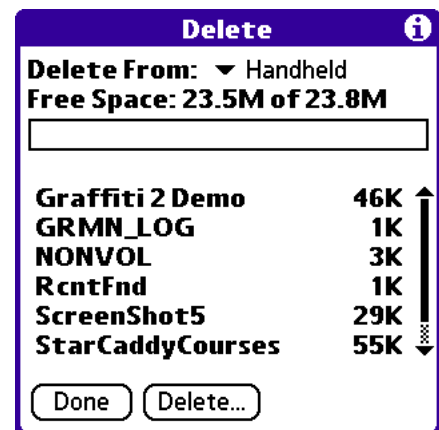 Delete
Delete From: Handheld
Free Space: 23.5M of 23.8M
Graffiti 2 Demo 46K
GRMN_LOG 1K
NONVOL 3K
RcntFnd 1K
ScreenShot5 29K
StarCaddyCourses 55K
Done Delete...